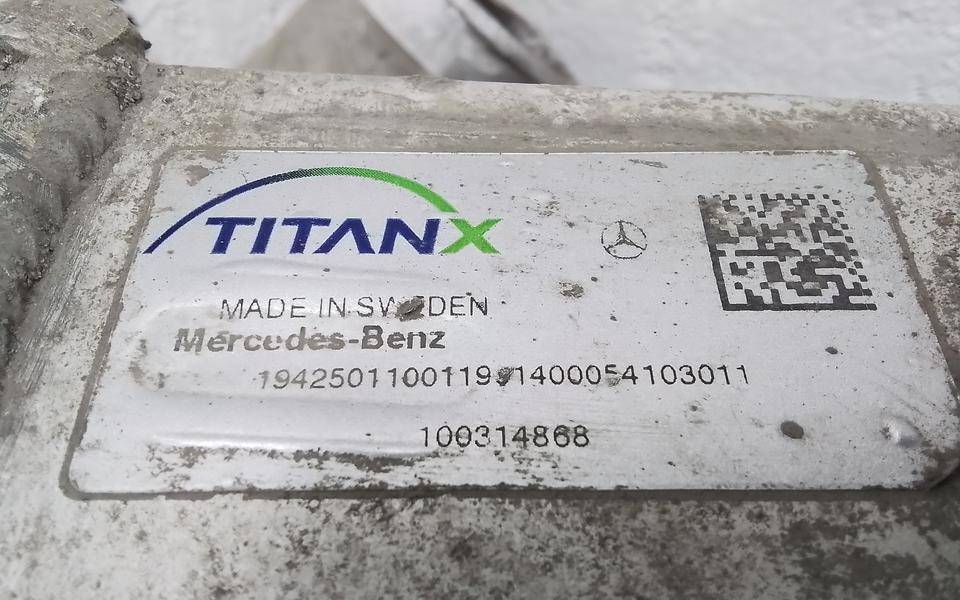 TITANX
MADE IN SWEDEN
Mercedes-Benz
100314868